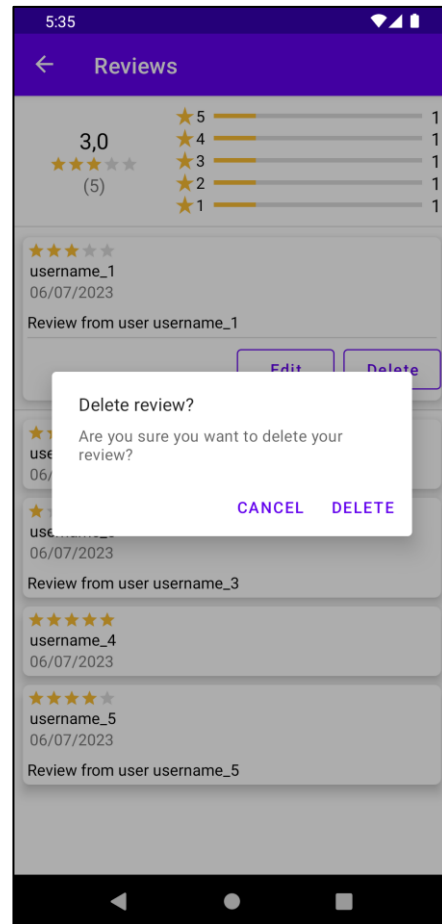 5:35
Reviews
3,0
(5)
5 1
4 1
3 1
2 1
1 1
username_1
06/07/2023
Review from user username_1
Edit Delete
Delete review?
Are you sure you want to delete your
review?
CANCEL DELETE
06/07/2023
Review from user username_3
username_4
06/07/2023
username_5
06/07/2023
Review from user username_5